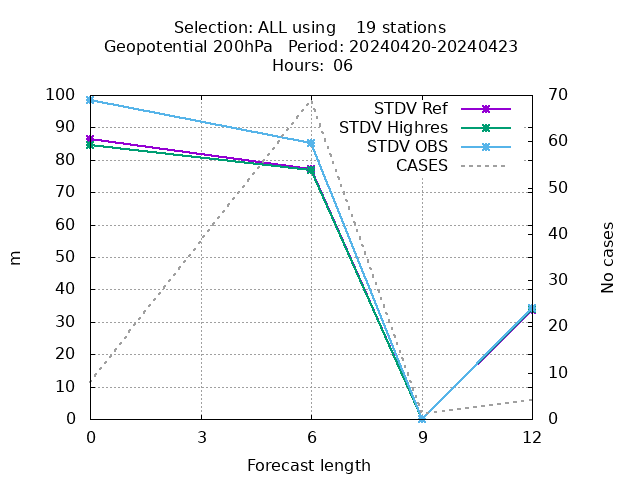 Selection: ALL using    19 stations
Geopotential 200hPa   Period: 20240420-20240423
Hours:  06
100
90
80
70
60
50
40
30
20
10
0
m
70
60
50
40
30
20
10
0
No cases
STDV Ref
STDV Highres
STDV OBS
CASES
0 3 6 9 12
Forecast length